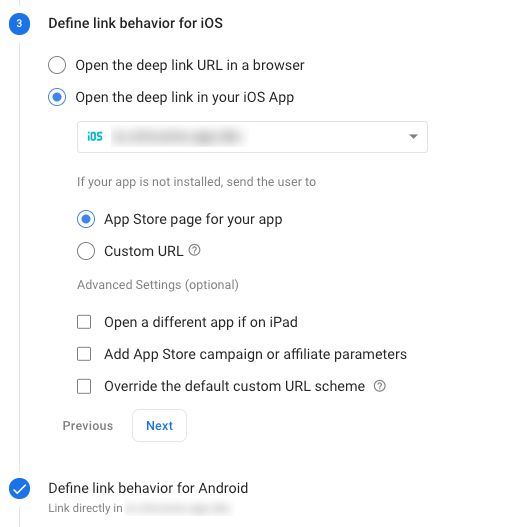 3 Define link behavior for iOS
Open the deep link URL in a browser
Open the deep link in your iOS App
iOS
If your app is not installed, send the user to
App Store page for your app
Custom URL ?
Advanced Settings (optional)
Open a different app if on iPad
Add App Store campaign or affiliate parameters
Override the default custom URL scheme ?
Previous Next
Define link behavior for Android
Link directly in